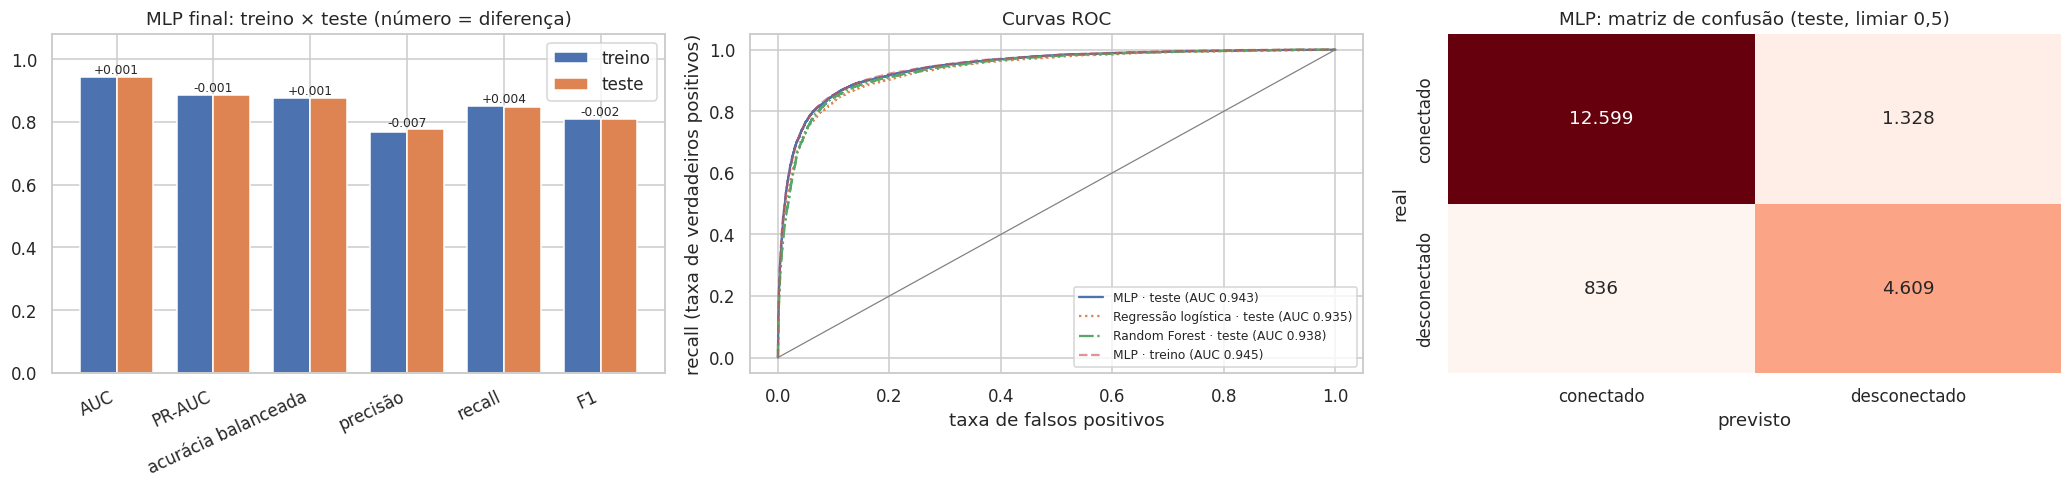 MLP final: treino × teste (número = diferença)
treino
teste
+0.001
-0.001
+0.001
-0.007
+0.004
-0.002
1.0
0.8
0.6
0.4
0.2
0.0
AUC
PR-AUC
acurácia balanceada
precisão
recall
F1
Curvas ROC
recall (taxa de verdadeiros positivos)
1.0
0.8
0.6
0.4
0.2
0.0
MLP · teste (AUC 0.943)
Regressão logística · teste (AUC 0.935)
Random Forest · teste (AUC 0.938)
MLP · treino (AUC 0.945)
0.0
0.2
0.4
0.6
0.8
1.0
taxa de falsos positivos
MLP: matriz de confusão (teste, limiar 0,5)
real
conectado
12.599
1.328
desconectado
836
4.609
conectado
desconectado
previsto